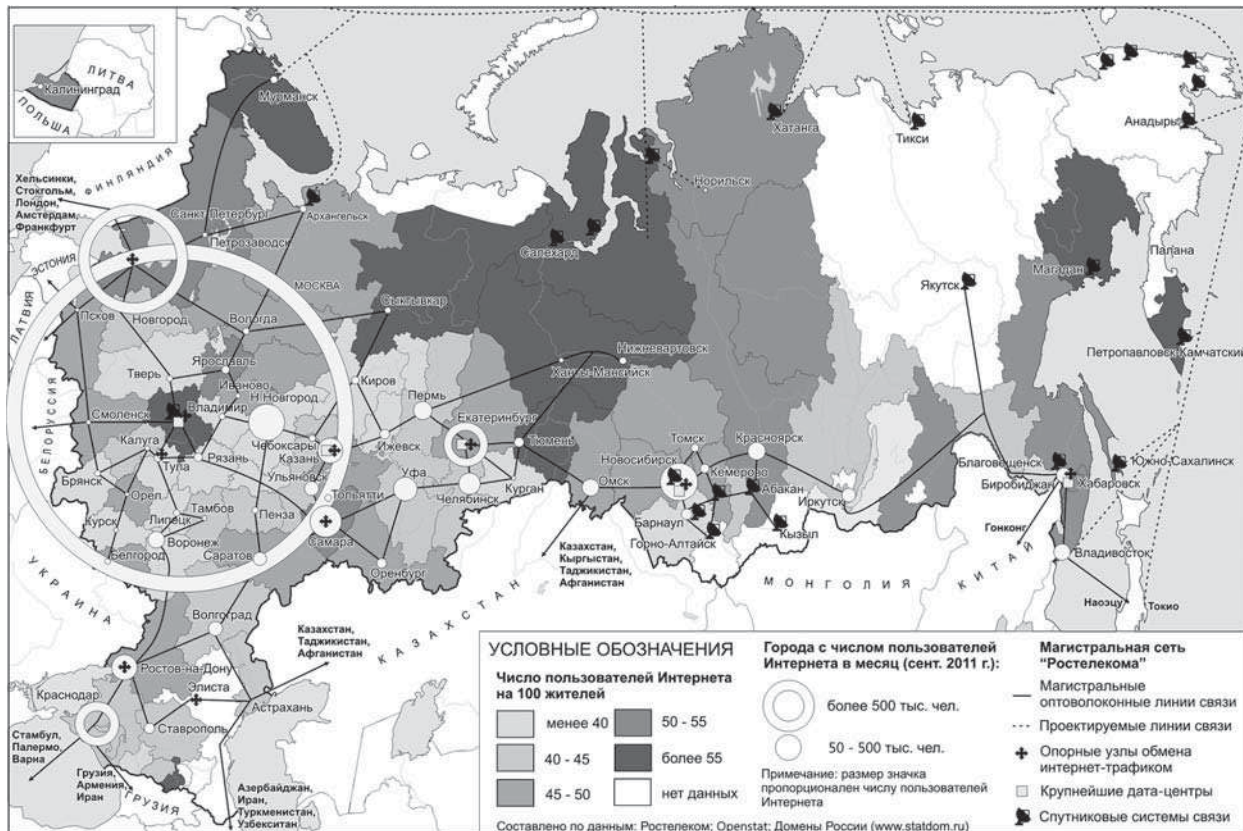 ЛИТВА
Калининград
ПОЛЬША
Мурманск
ФИНЛЯНДИЯ
Хельсинки,
Стокгольм,
Лондон,
Амстердам,
Франкфурт
Санкт-Петербург
Петрозаводск
Архангельск
ЭСТОНИЯ
ЛАТВИЯ
Псков
Новгород
МОСКВА
Вологда
Сыктывкар
Салехард
Норильск
Хатанга
Тикси
Анадырь
Палана
Магадан
Якутск
Петропавловск-Камчатский
БЕЛОРУССИЯ
Тверь
Ярославль
Иваново
Н.Новгород
Смоленск
Владимир
Киров
Пермь
Ханты-Мансийск
Нижневартовск
Калуга
Тула
Рязань
Чебоксары
Казань
Ульяновск
Ижевск
Екатеринбург
Тюмень
Брянск
Орел
Тольятти
Уфа
Челябинск
Курган
Омск
Новосибирск
Томск
Кемерово
Красноярск
Абакан
Иркутск
Курск
Липецк
Тамбов
Пенза
Самара
Барнаул
Горно-Алтайск
Кызыл
Белгород
Воронеж
Саратов
Оренбург
Благовещенск
Биробиджан
Хабаровск
Южно-Сахалинск
Гонконг
Владивосток
Наоэцу
Токио
УКРАИНА
КАЗАХСТАН
МОНГОЛИЯ
КИТАЙ
Казахстан,
Кыргыстан,
Таджикистан,
Афганистан
Волгоград
Казахстан,
Таджикистан,
Афганистан
Ростов-на-Дону
Элиста
Астрахань
Краснодар
Ставрополь
Стамбул,
Палермо,
Варна
Грузия,
Армения,
Иран
ГРУЗИЯ
Азербайджан,
Иран,
Туркменистан,
Узбекситан
УСЛОВНЫЕ ОБОЗНАЧЕНИЯ
Число пользователей Интернета
на 100 жителей
менее 40
40 - 45
45 - 50
50 - 55
более 55
нет данных
Города с числом пользователей
Интернета в месяц (сент. 2011 г.):
более 500 тыс. чел.
50 - 500 тыс. чел.
Примечание: размер значка
пропорционален числу пользователей
Интернета
Магистральная сеть
"Ростелекома"
Магистральные
оптоволоконные линии связи
Проектируемые линии связи
Опорные узлы обмена
интернет-трафиком
Крупнейшие дата-центры
Спутниковые системы связи
Составлено по данным: Ростелеком; Openstat; Домены России (www.statdom.ru)